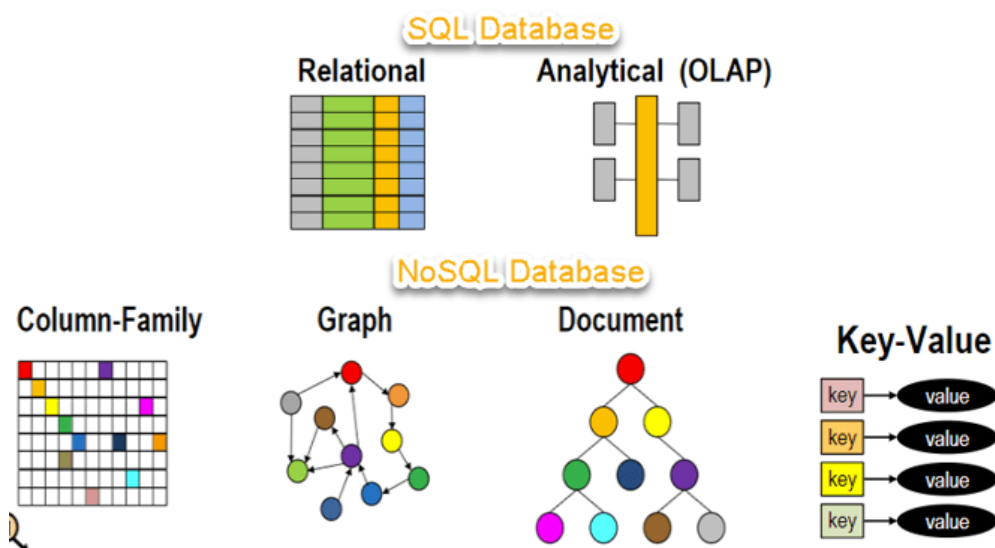 SQL Database
Relational
Analytical (OLAP)
NoSQL Database
Column-Family
Graph
Document
Key-Value
key
value
key
value
key
value
key
value